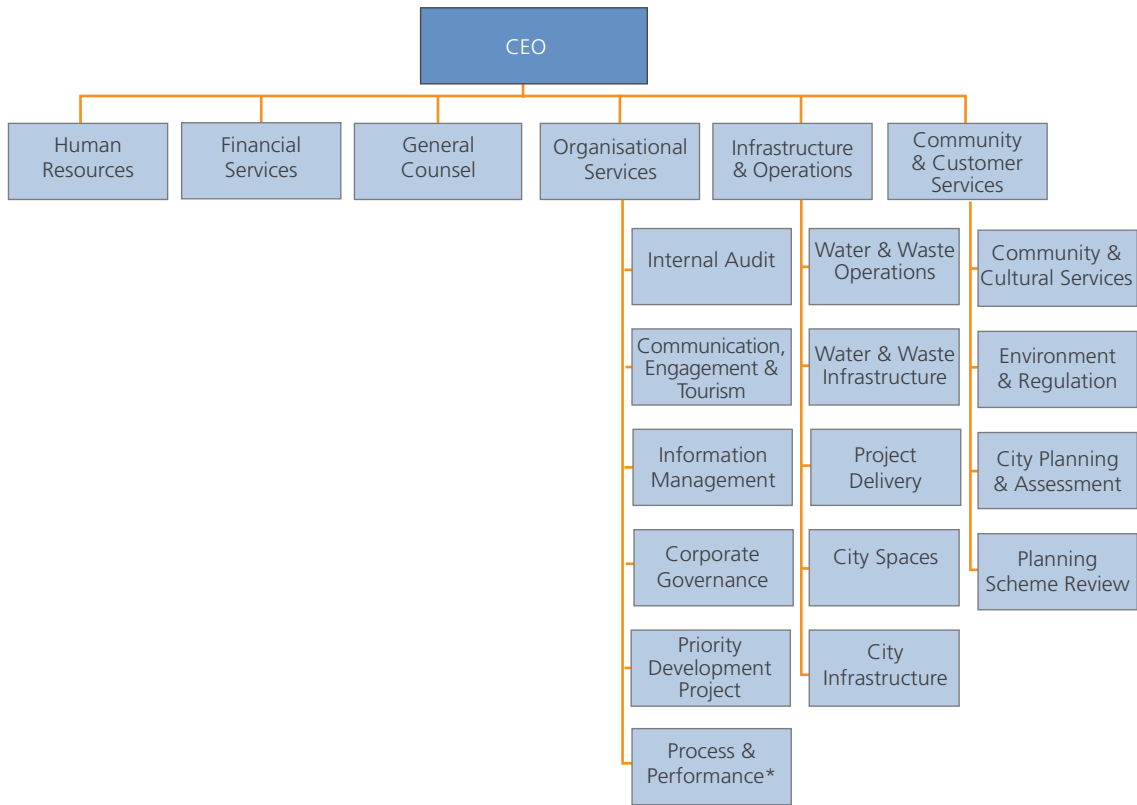 CEO
Human
Resources
Financial
Services
General
Counsel
Organisational
Services
Infrastructure
& Operations
Community
& Customer
Services
Internal Audit
Communication,
Engagement &
Tourism
Information
Management
Corporate
Governance
Priority
Development
Project
Process &
Performance*
Water & Waste
Operations
Water & Waste
Infrastructure
Project
Delivery
City Spaces
City
Infrastructure
Community &
Cultural Services
Environment
& Regulation
City Planning
& Assessment
Planning
Scheme Review